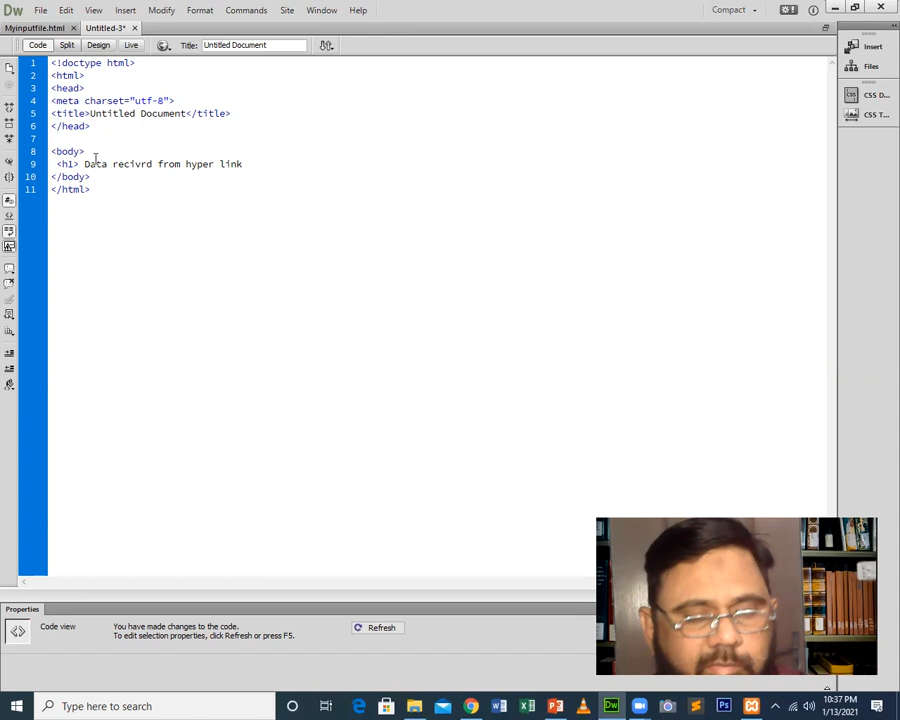 Dw File Edit View Insert Modify Format Commands Site Window Help Compact
Myinputfile.html × Untitled-3* ×
Code Split Design Live Title: Untitled Document
Insert
Files
CSS D...
CSS T...
1 <!doctype html>
2 <html>
3 <head>
4 <meta charset="utf-8">
5 <title>Untitled Document</title>
6 </head>
7
8 <body>
9 <h1> Data recivrd from hyper link
10 </body>
11 </html>
Properties
Code view
You have made changes to the code.
To edit selection properties, click Refresh or press F5.
Refresh
Type here to search
10:37 PM
1/13/2021